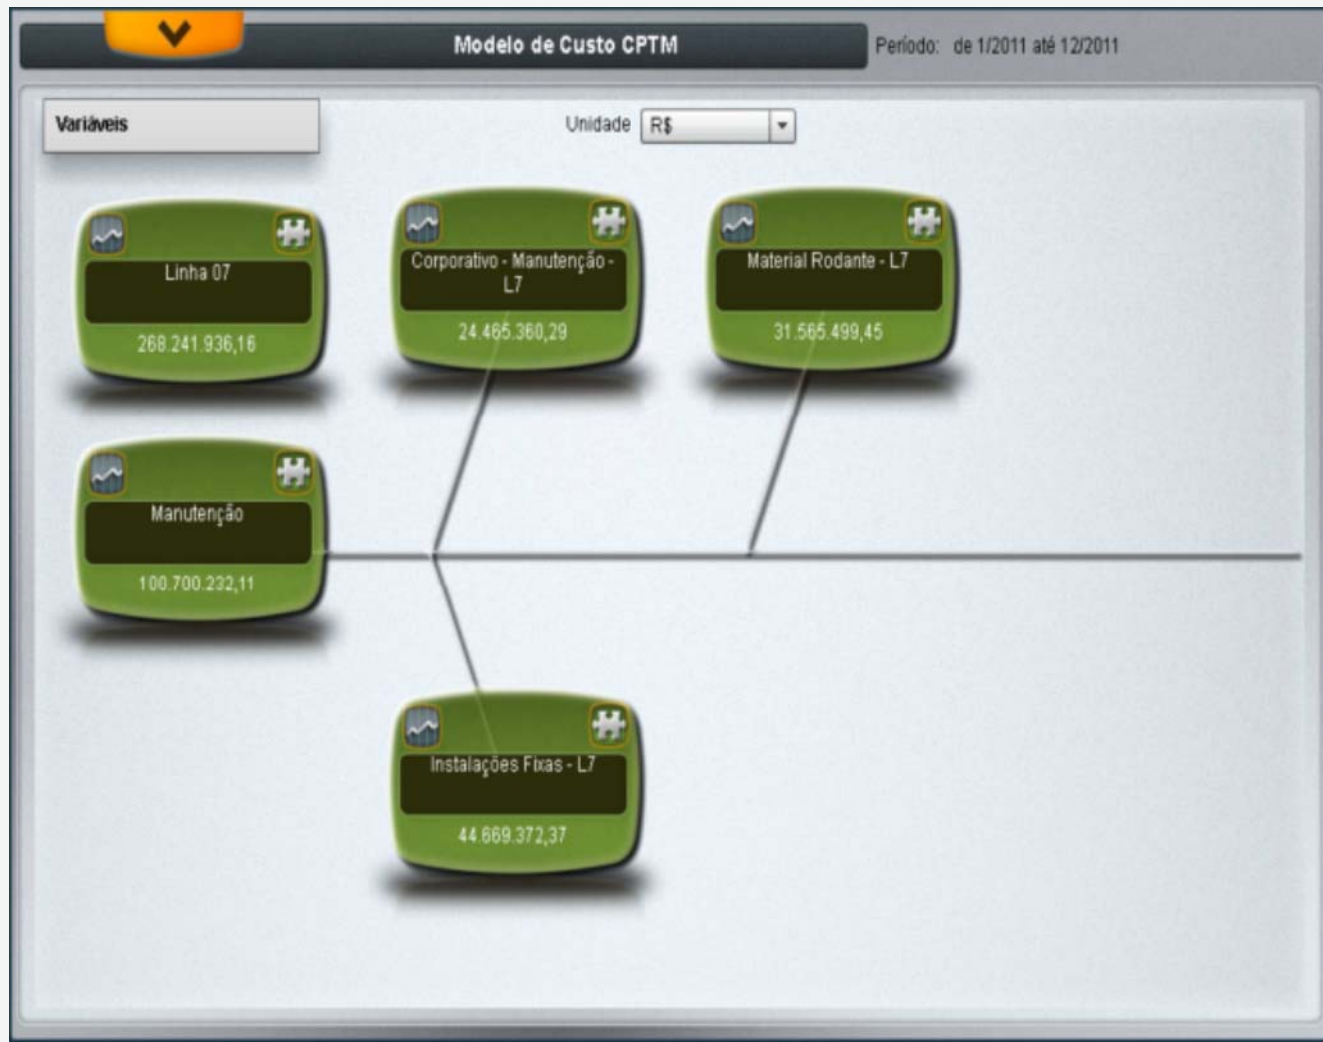 Modelo de Custo CPTM
Período: de 1/2011 até 12/2011
Variáveis
Unidade R$
Linha 07
268.241.936,16
Corporativo - Manutenção -
L7
24.465.360,29
Material Rodante - L7
31.565.499,45
Manutenção
100.700.232,11
Instalações Fixas - L7
44.669.372,37